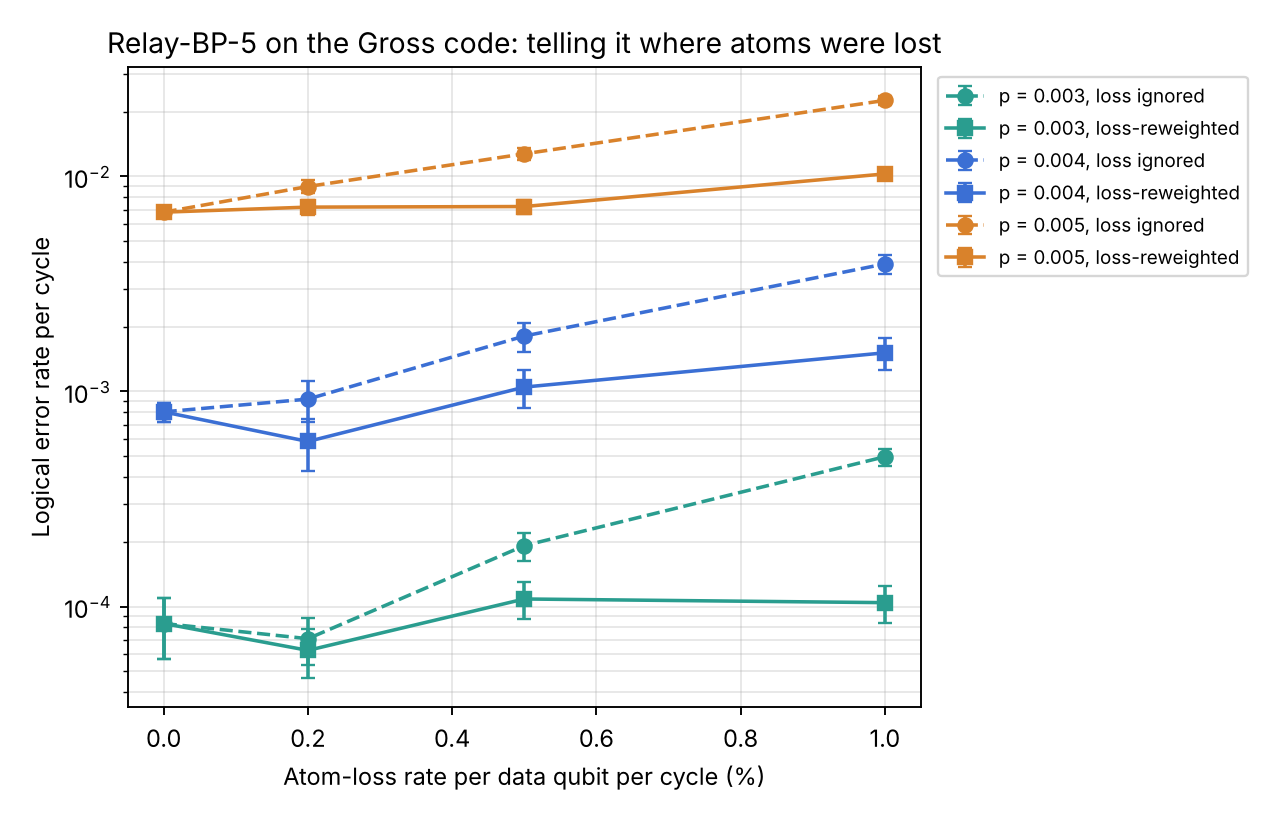 Relay-BP-5 on the Gross code: telling it where atoms were lost
p = 0.003, loss ignored
p = 0.003, loss-reweighted
p = 0.004, loss ignored
p = 0.004, loss-reweighted
p = 0.005, loss ignored
p = 0.005, loss-reweighted
Logical error rate per cycle
10⁻²
10⁻³
10⁻⁴
0.0 0.2 0.4 0.6 0.8 1.0
Atom-loss rate per data qubit per cycle (%)